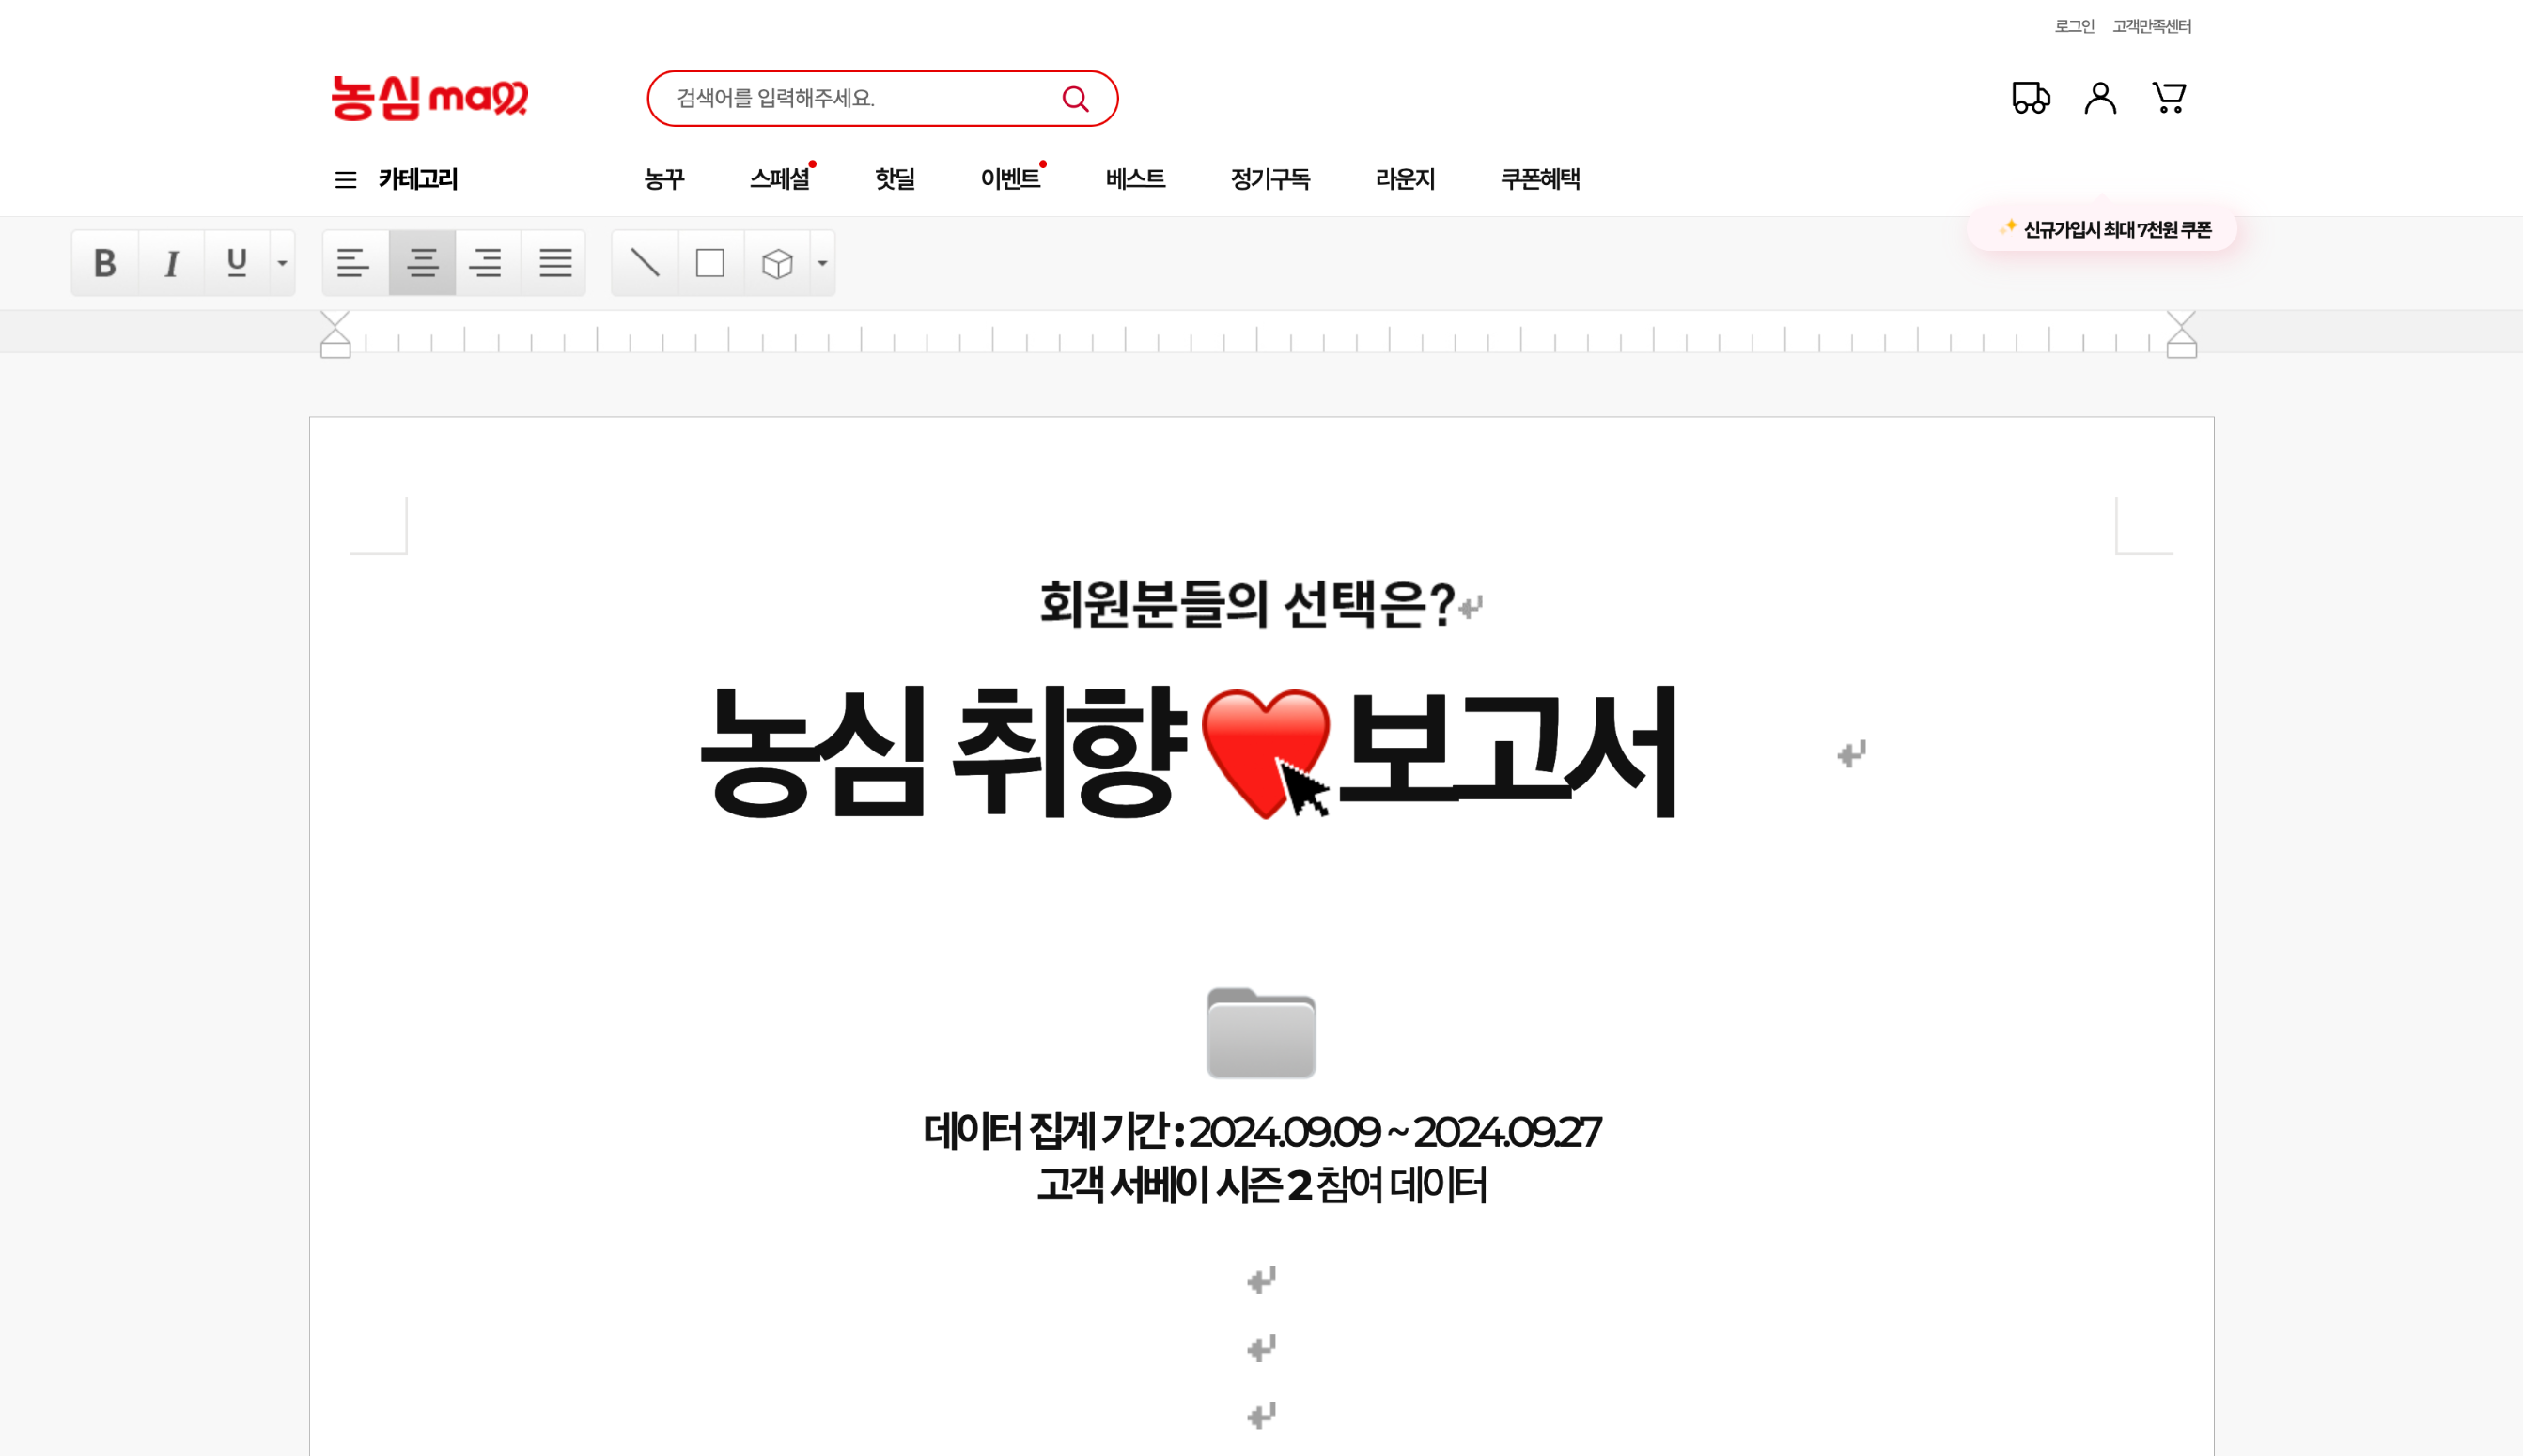 로그인 고객만족센터
농심 mall
검색어를 입력해주세요.
카테고리 농꾸 스페셜 핫딜 이벤트 베스트 정기구독 라운지 쿠폰혜택
신규가입시 최대 7천원 쿠폰
B I U
회원분들의 선택은?
농심 취향 보고서
데이터 집계 기간 : 2024.09.09 ~ 2024.09.27
고객 서베이 시즌 2 참여 데이터